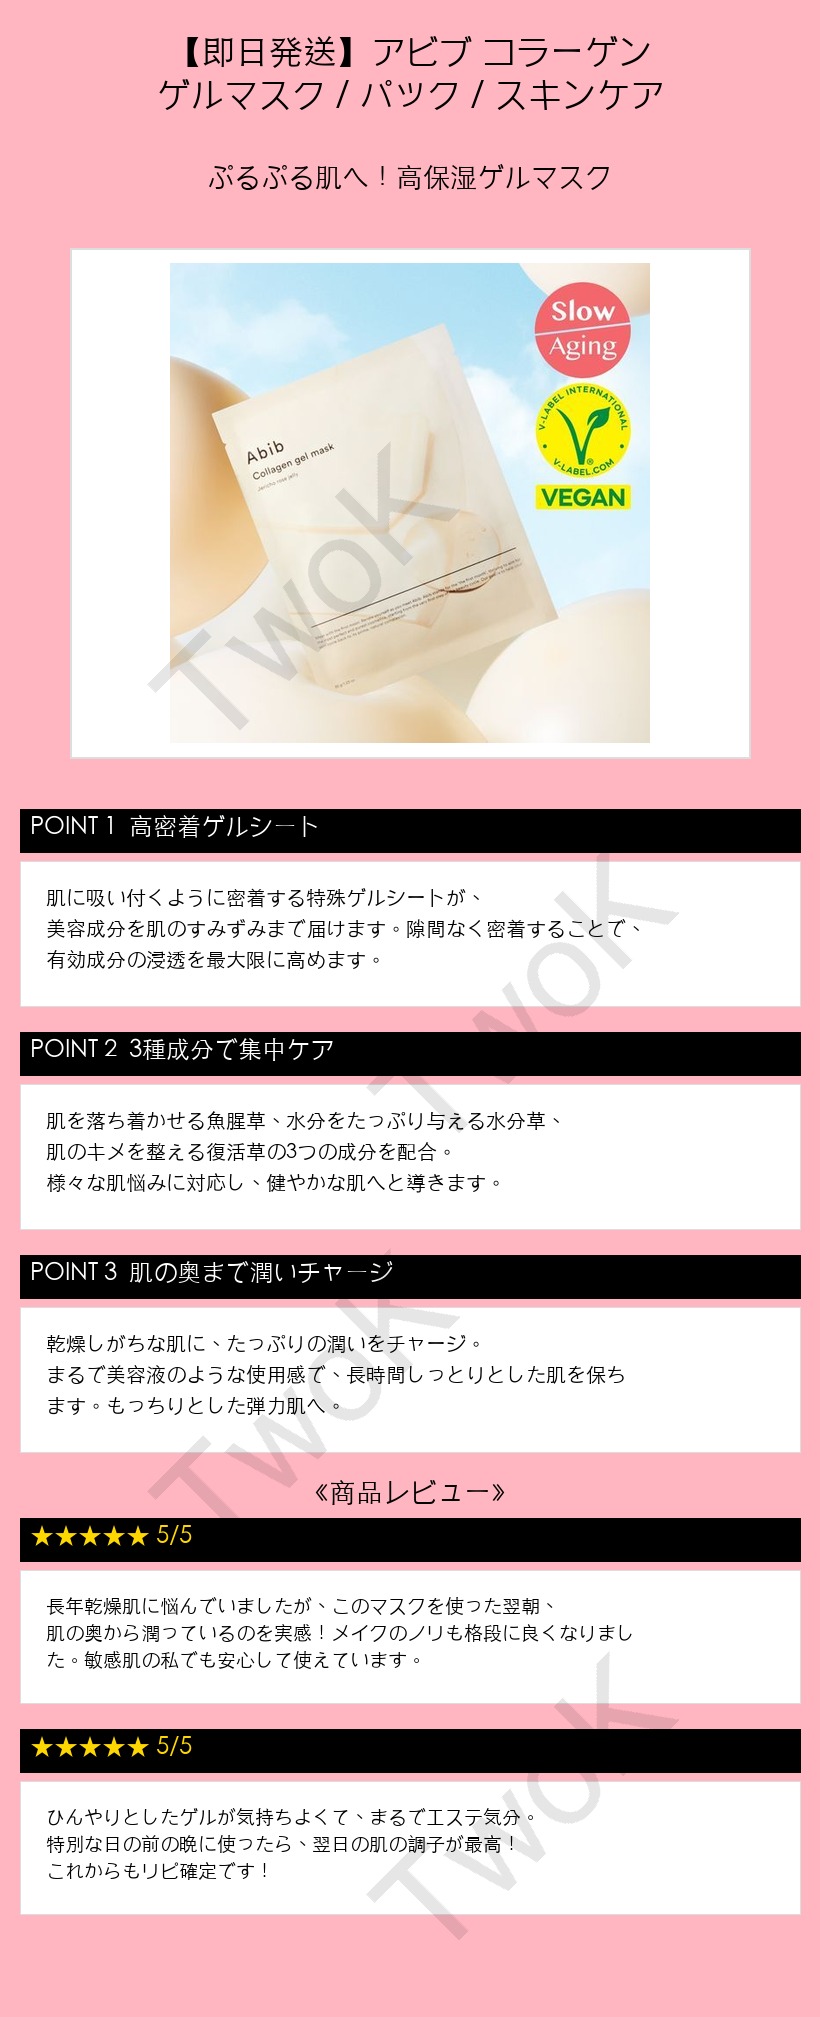 【即日発送】アビブ コラーゲン
ゲルマスク / パック / スキンケア
ぷるぷる肌へ！高保湿ゲルマスク
Slow
Aging
V-LABEL INTERNATIONAL
V-LABEL.COM
VEGAN
Abib
Collagen gel mask
Jericho rose jelly
TwoK
POINT 1 高密着ゲルシート
肌に吸い付くように密着する特殊ゲルシートが、
美容成分を肌のすみずみまで届けます。隙間なく密着することで、
有効成分の浸透を最大限に高めます。
TwoK
POINT 2 3種成分で集中ケア
肌を落ち着かせる魚腥草、水分をたっぷり与える水分草、
肌のキメを整える復活草の3つの成分を配合。
様々な肌悩みに対応し、健やかな肌へと導きます。
POINT 3 肌の奥まで潤いチャージ
乾燥しがちな肌に、たっぷりの潤いをチャージ。
まるで美容液のような使用感で、長時間しっとりとした肌を保ち
ます。もっちりとした弾力肌へ。
TwoK
《商品レビュー》
★★★★★ 5/5
長年乾燥肌に悩んでいましたが、このマスクを使った翌朝、
肌の奥から潤っているのを実感！メイクのノリも格段に良くなりまし
た。敏感肌の私でも安心して使えています。
★★★★★ 5/5
ひんやりとしたゲルが気持ちよくて、まるでエステ気分。
特別な日の前の晩に使ったら、翌日の肌の調子が最高！
これからもリピ確定です！
TwoK